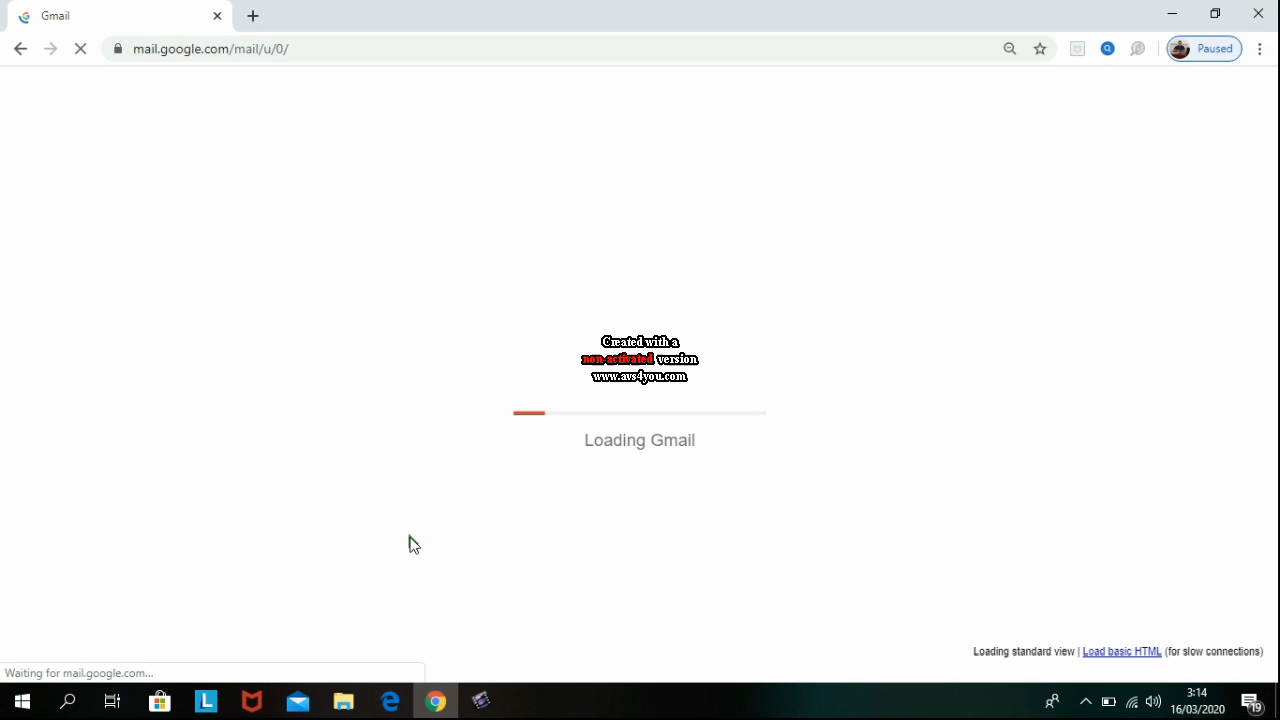 Gmail
mail.google.com/mail/u/0/
Paused
Created with a
non-activated version
www.avs4you.com
Loading Gmail
Loading standard view | Load basic HTML (for slow connections)
Waiting for mail.google.com...
L
3:14
16/03/2020
19